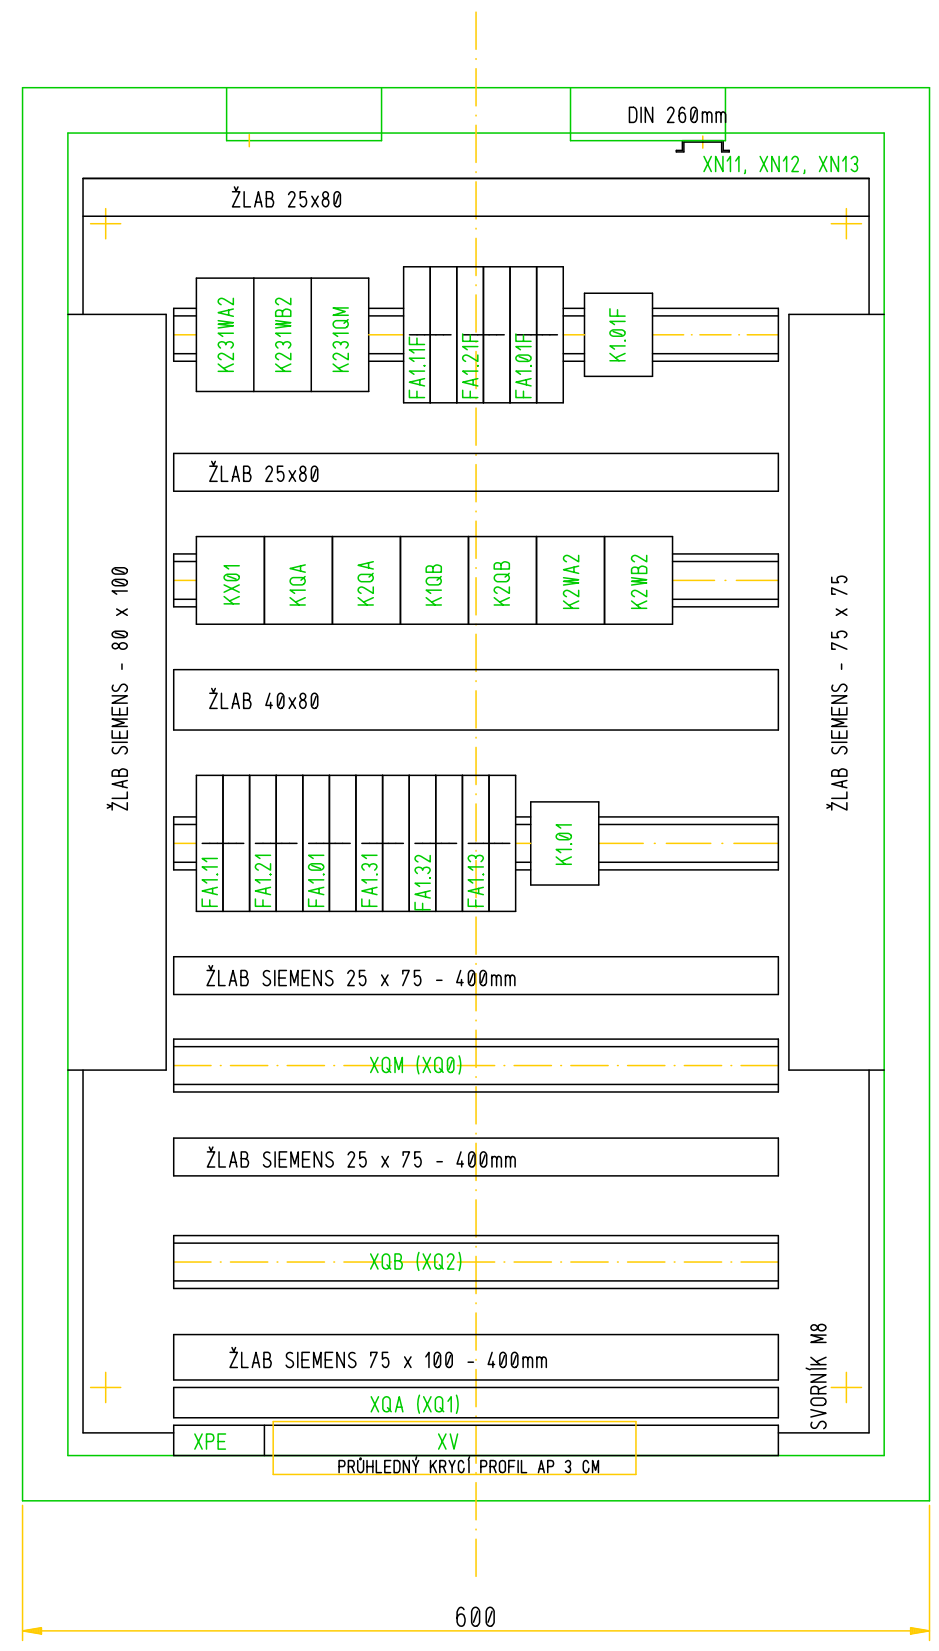 DIN 260mm
XN11, XN12, XN13
ŽLAB 25x80
K231WA2
K231WB2
K231QM
FA1.11F
FA1.21F
FA1.01F
K1.01F
ŽLAB 25x80
ŽLAB SIEMENS - 80 x 100
KX01
K1QA
K2QA
K1QB
K2QB
K2WA2
K2WB2
ŽLAB SIEMENS - 75 x 75
ŽLAB 40x80
FA1.11
FA1.21
FA1.01
FA1.31
FA1.32
FA1.13
K1.01
ŽLAB SIEMENS 25 x 75 - 400mm
XQM (XQ0)
ŽLAB SIEMENS 25 x 75 - 400mm
XQB (XQ2)
ŽLAB SIEMENS 75 x 100 - 400mm
SVORNÍK M8
XQA (XQ1)
XPE
XV
PRŮHLEDNÝ KRYCÍ PROFIL AP 3 CM
600